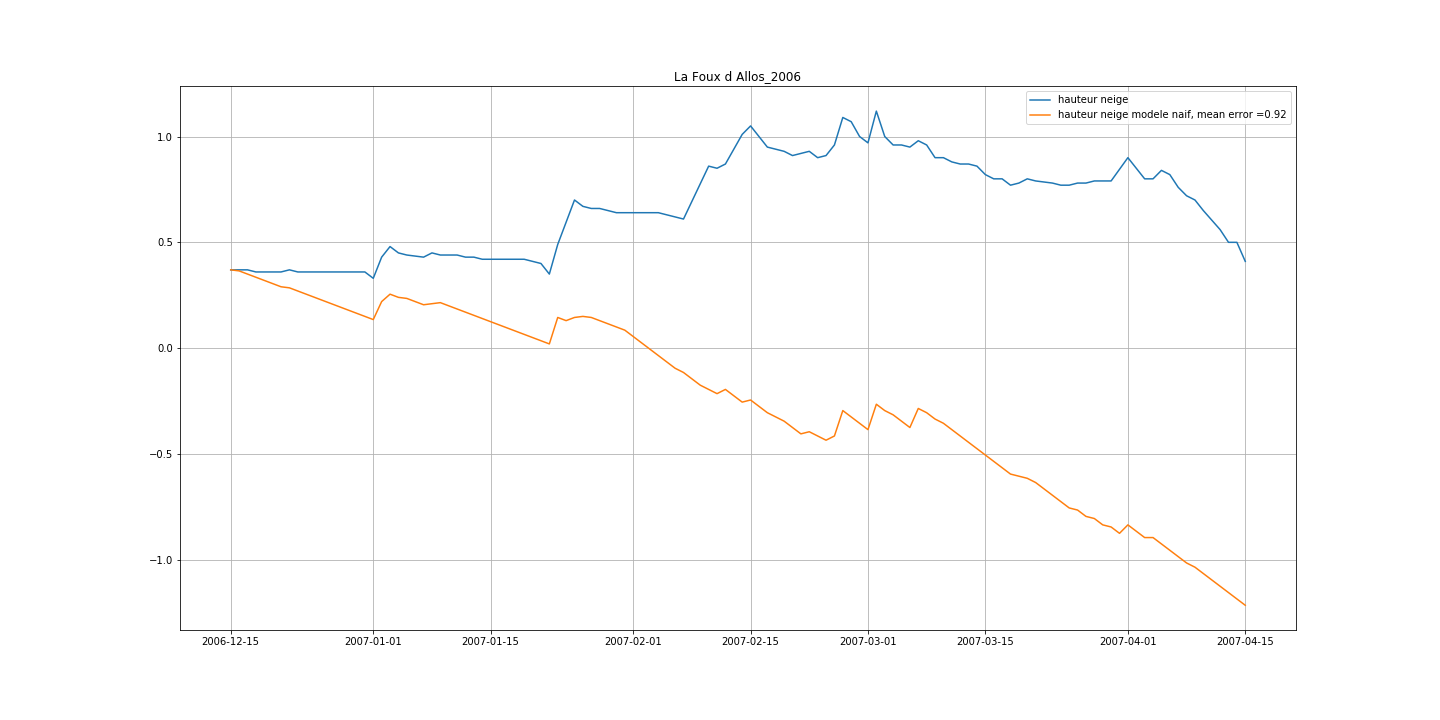 La Foux d Allos_2006
hauteur neige
hauteur neige modele naif, mean error =0.92
1.0
0.5
0.0
−0.5
−1.0
2006-12-15 2007-01-01 2007-01-15 2007-02-01 2007-02-15 2007-03-01 2007-03-15 2007-04-01 2007-04-15